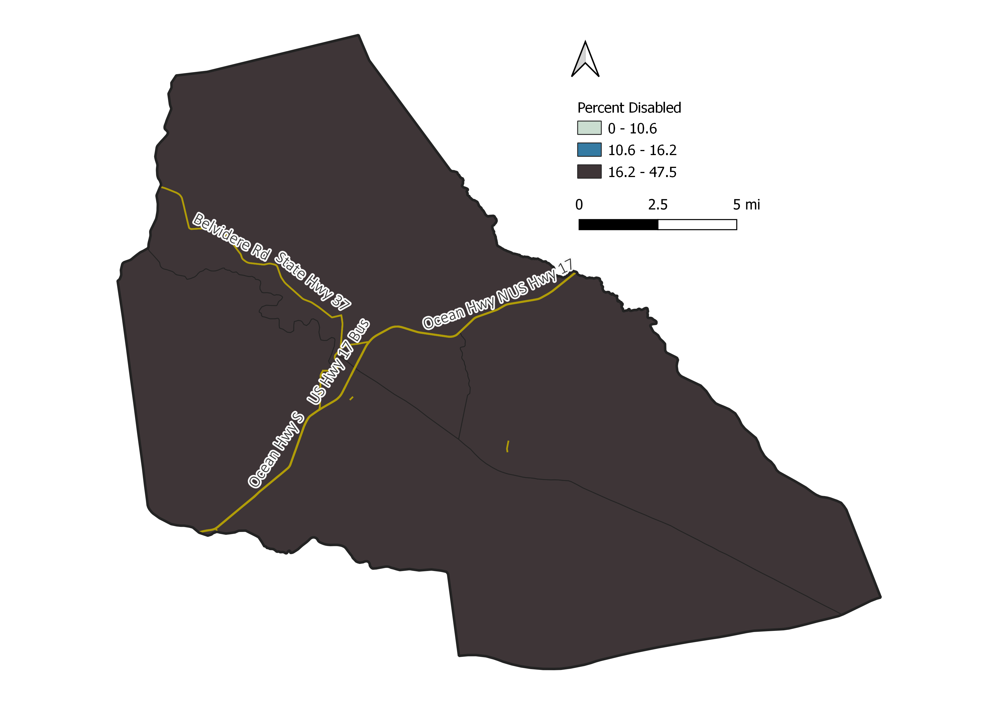 Percent Disabled
0 - 10.6
10.6 - 16.2
16.2 - 47.5
0 2.5 5 mi
Belvidere Rd
State Hwy 37
Ocean Hwy N
US Hwy 17
US Hwy 17 Bus
Ocean Hwy S